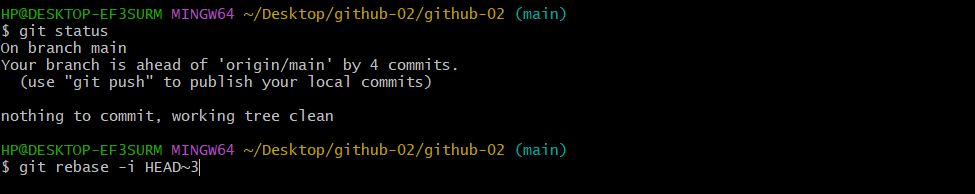 HP@DESKTOP-EF3SURM MINGW64 ~/Desktop/github-02/github-02 (main)
$ git status
On branch main
Your branch is ahead of 'origin/main' by 4 commits.
  (use "git push" to publish your local commits)

nothing to commit, working tree clean

HP@DESKTOP-EF3SURM MINGW64 ~/Desktop/github-02/github-02 (main)
$ git rebase -i HEAD~3